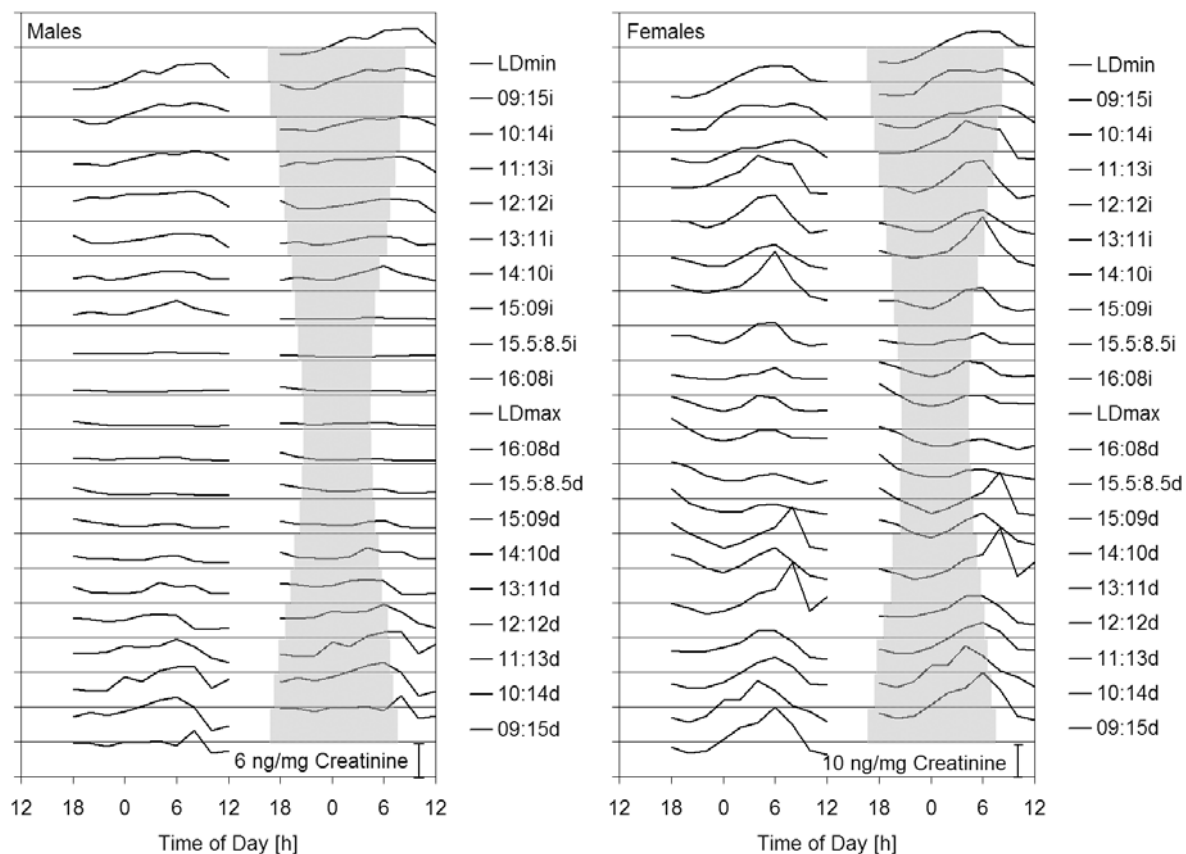 Males
LDmin
09:15i
10:14i
11:13i
12:12i
13:11i
14:10i
15:09i
15.5:8.5i
16:08i
LDmax
16:08d
15.5:8.5d
15:09d
14:10d
13:11d
12:12d
11:13d
10:14d
09:15d
6 ng/mg Creatinine
12 18 0 6 12 18 0 6 12
Time of Day [h]
Females
LDmin
09:15i
10:14i
11:13i
12:12i
13:11i
14:10i
15:09i
15.5:8.5i
16:08i
LDmax
16:08d
15.5:8.5d
15:09d
14:10d
13:11d
12:12d
11:13d
10:14d
09:15d
10 ng/mg Creatinine
12 18 0 6 12 18 0 6 12
Time of Day [h]